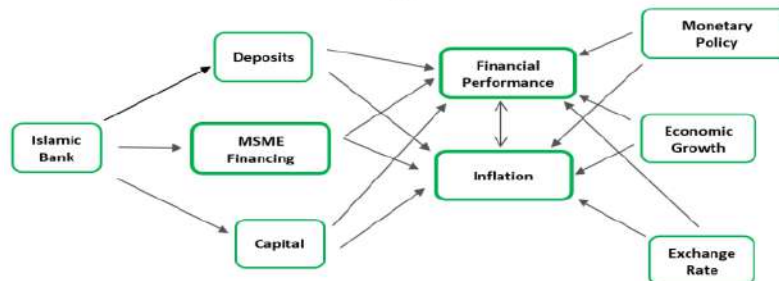 Deposits
Financial
Performance
Monetary
Policy
Islamic
Bank
MSME
Financing
Economic
Growth
Inflation
Capital
Exchange
Rate